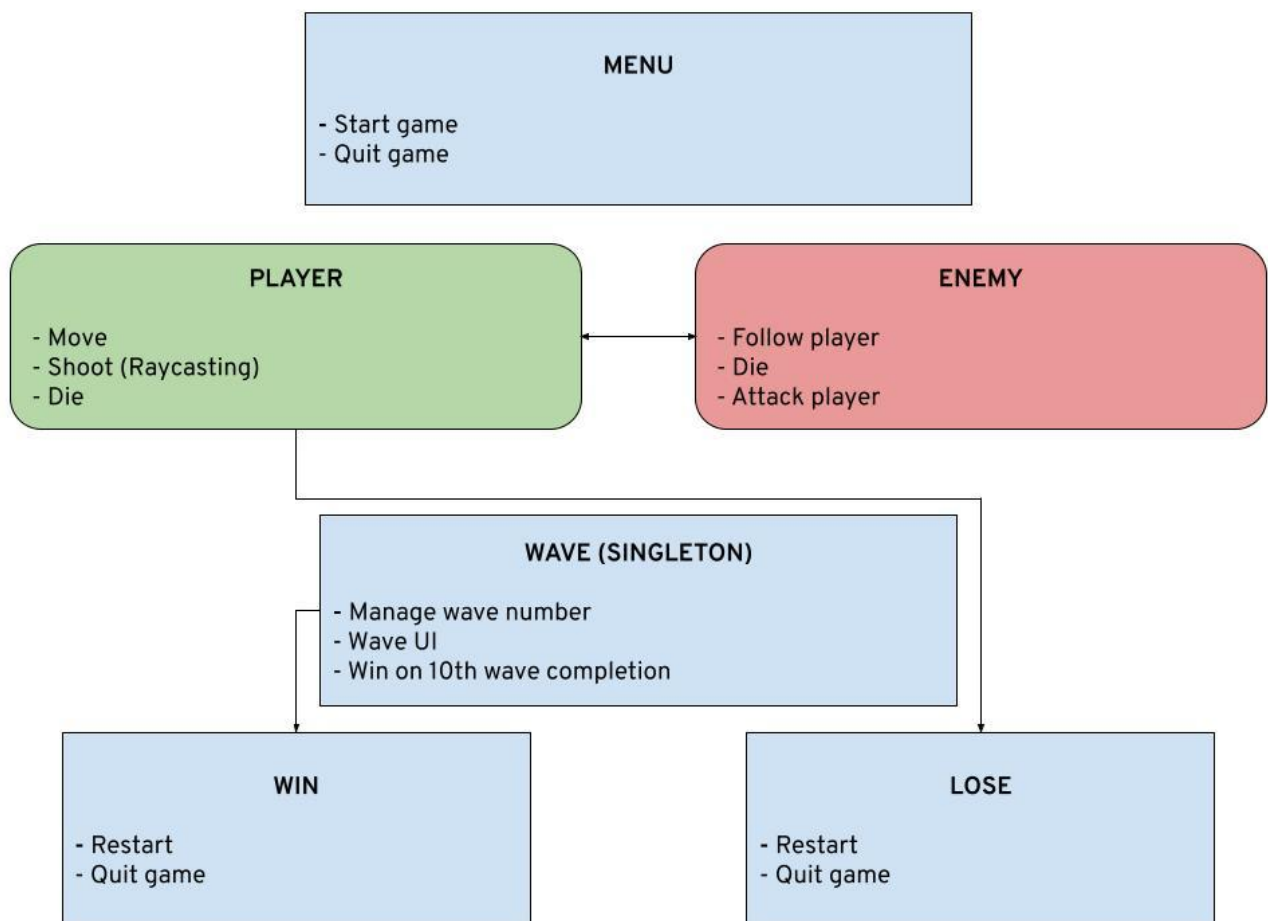 MENU
- Start game
- Quit game
PLAYER
- Move
- Shoot (Raycasting)
- Die
ENEMY
- Follow player
- Die
- Attack player
WAVE (SINGLETON)
- Manage wave number
- Wave UI
- Win on 10th wave completion
WIN
- Restart
- Quit game
LOSE
- Restart
- Quit game